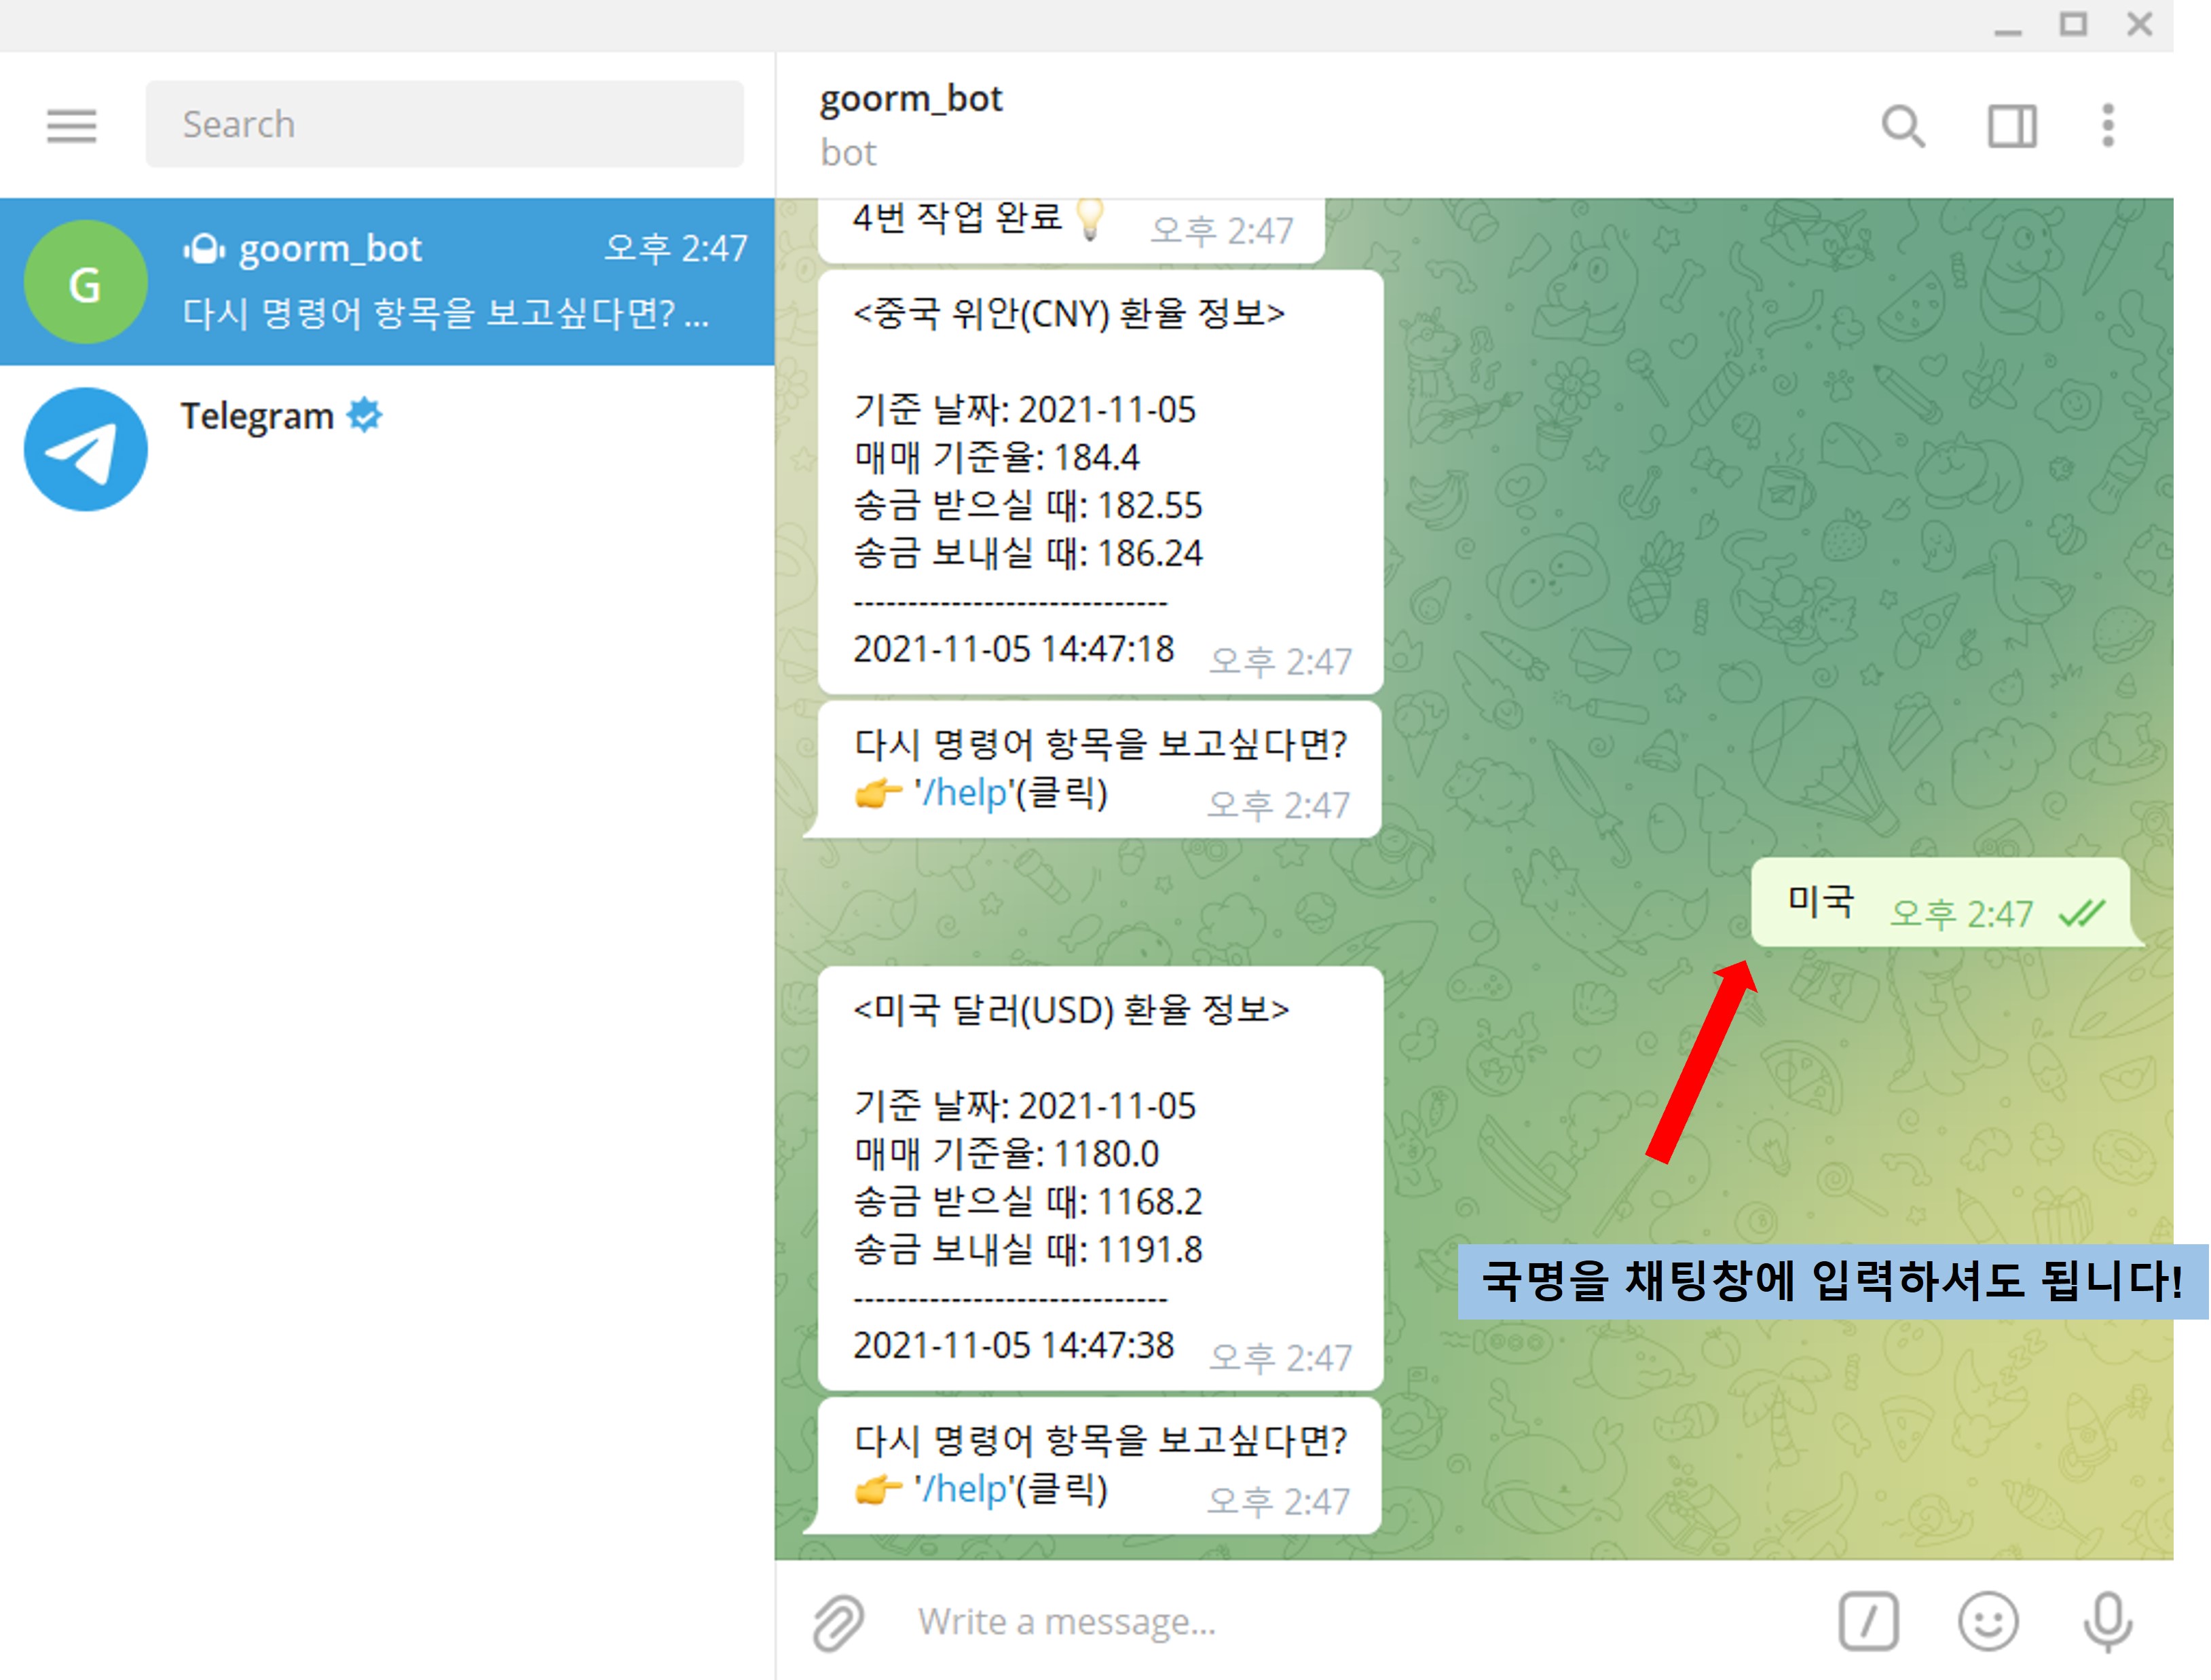 Search
G
goorm_bot 오후 2:47
다시 명령어 항목을 보고싶다면? ...
Telegram
goorm_bot
bot
4번 작업 완료💡 오후 2:47
<중국 위안(CNY) 환율 정보>
기준 날짜: 2021-11-05
매매 기준율: 184.4
송금 받으실 때: 182.55
송금 보내실 때: 186.24
-----------------------------
2021-11-05 14:47:18 오후 2:47
다시 명령어 항목을 보고싶다면?
👉 '/help'(클릭) 오후 2:47
미국 오후 2:47
<미국 달러(USD) 환율 정보>
기준 날짜: 2021-11-05
매매 기준율: 1180.0
송금 받으실 때: 1168.2
송금 보내실 때: 1191.8
-----------------------------
2021-11-05 14:47:38 오후 2:47
국명을 채팅창에 입력하셔도 됩니다!
다시 명령어 항목을 보고싶다면?
👉 '/help'(클릭) 오후 2:47
Write a message...